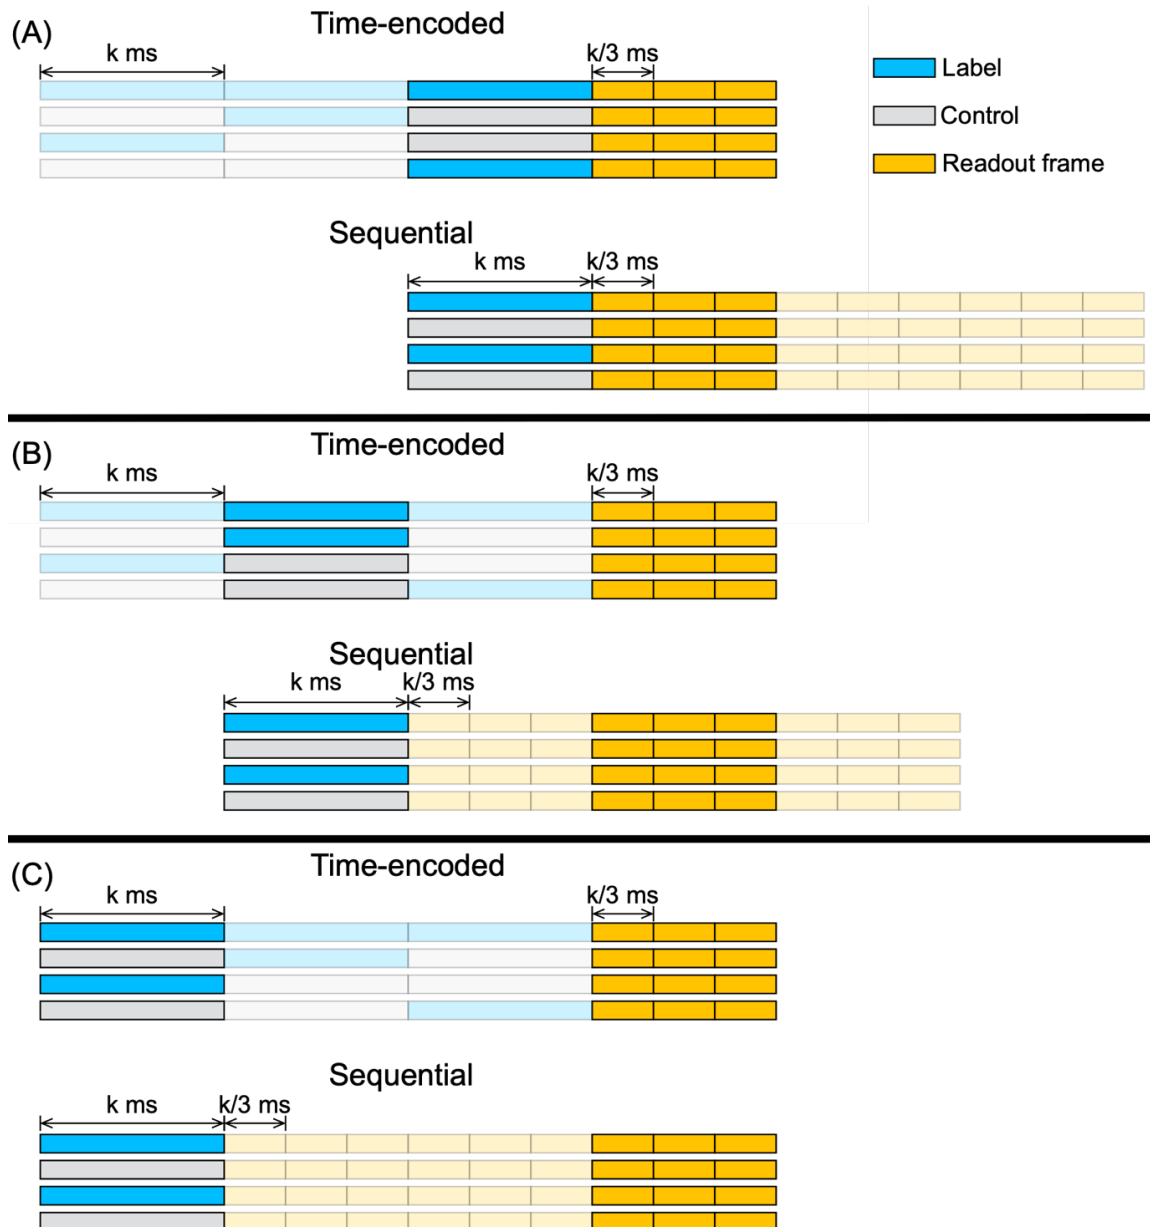 (A)
Time-encoded
k ms
k/3 ms
Label
Control
Readout frame
Sequential
k ms
k/3 ms
(B)
Time-encoded
k ms
k/3 ms
Sequential
k ms
k/3 ms
(C)
Time-encoded
k ms
k/3 ms
Sequential
k ms
k/3 ms